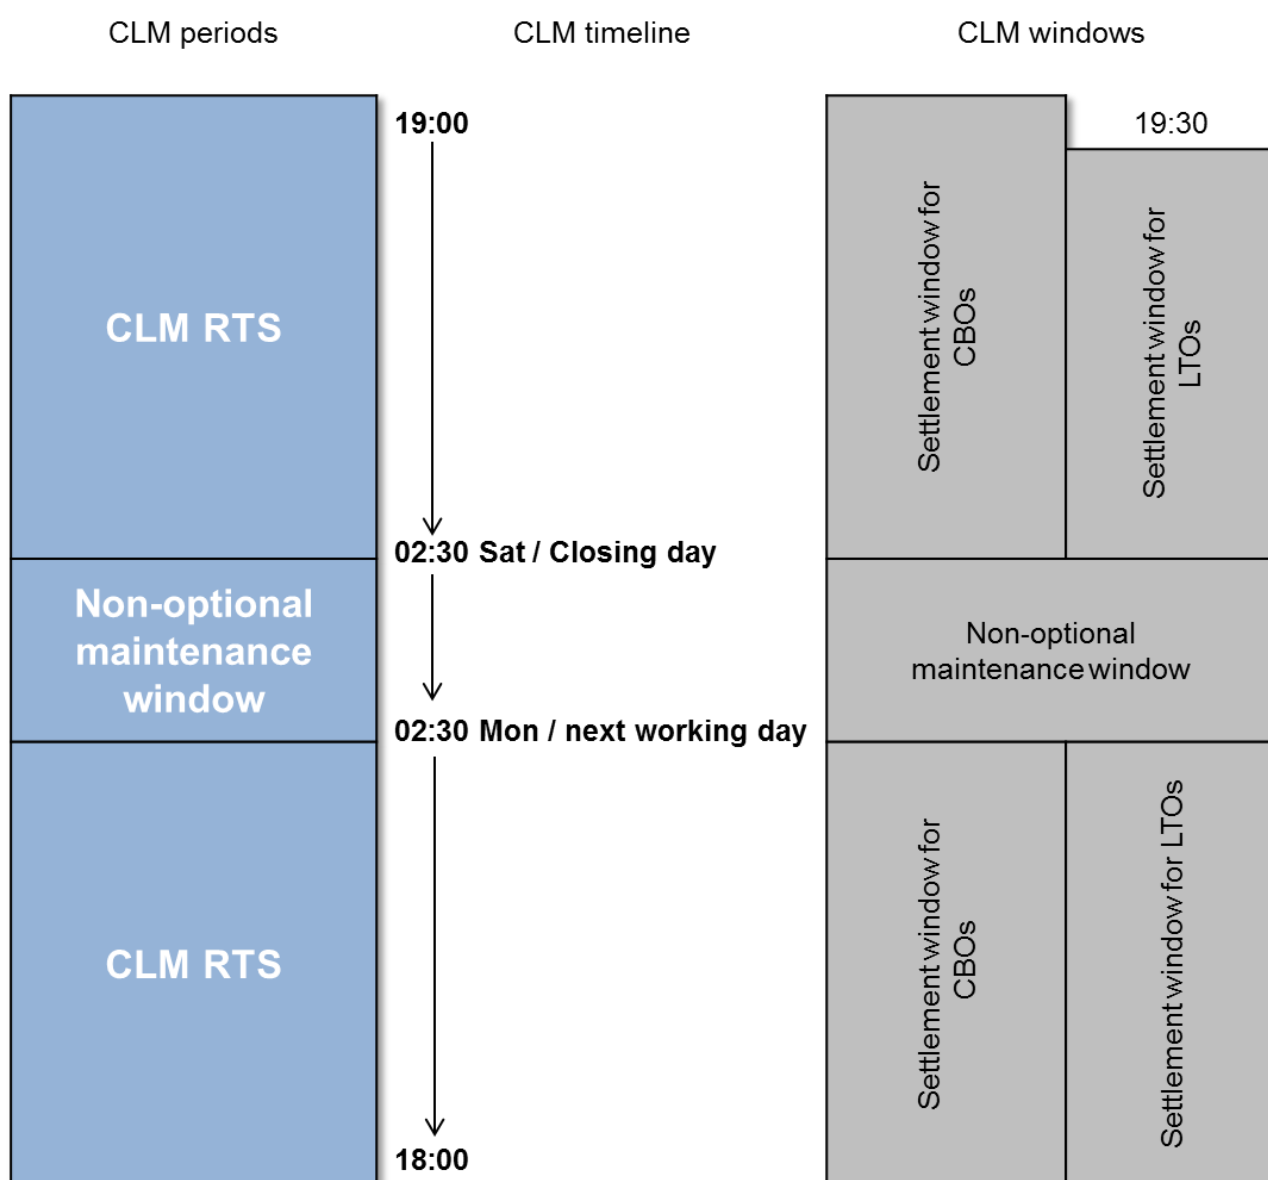 CLM periods
CLM timeline
CLM windows
19:00
19:30
CLM RTS
Settlement window for
CBOs
Settlement window for
LTOs
02:30 Sat / Closing day
Non-optional
maintenance
window
Non-optional
maintenance window
02:30 Mon / next working day
CLM RTS
Settlement window for
CBOs
Settlement window for LTOs
18:00